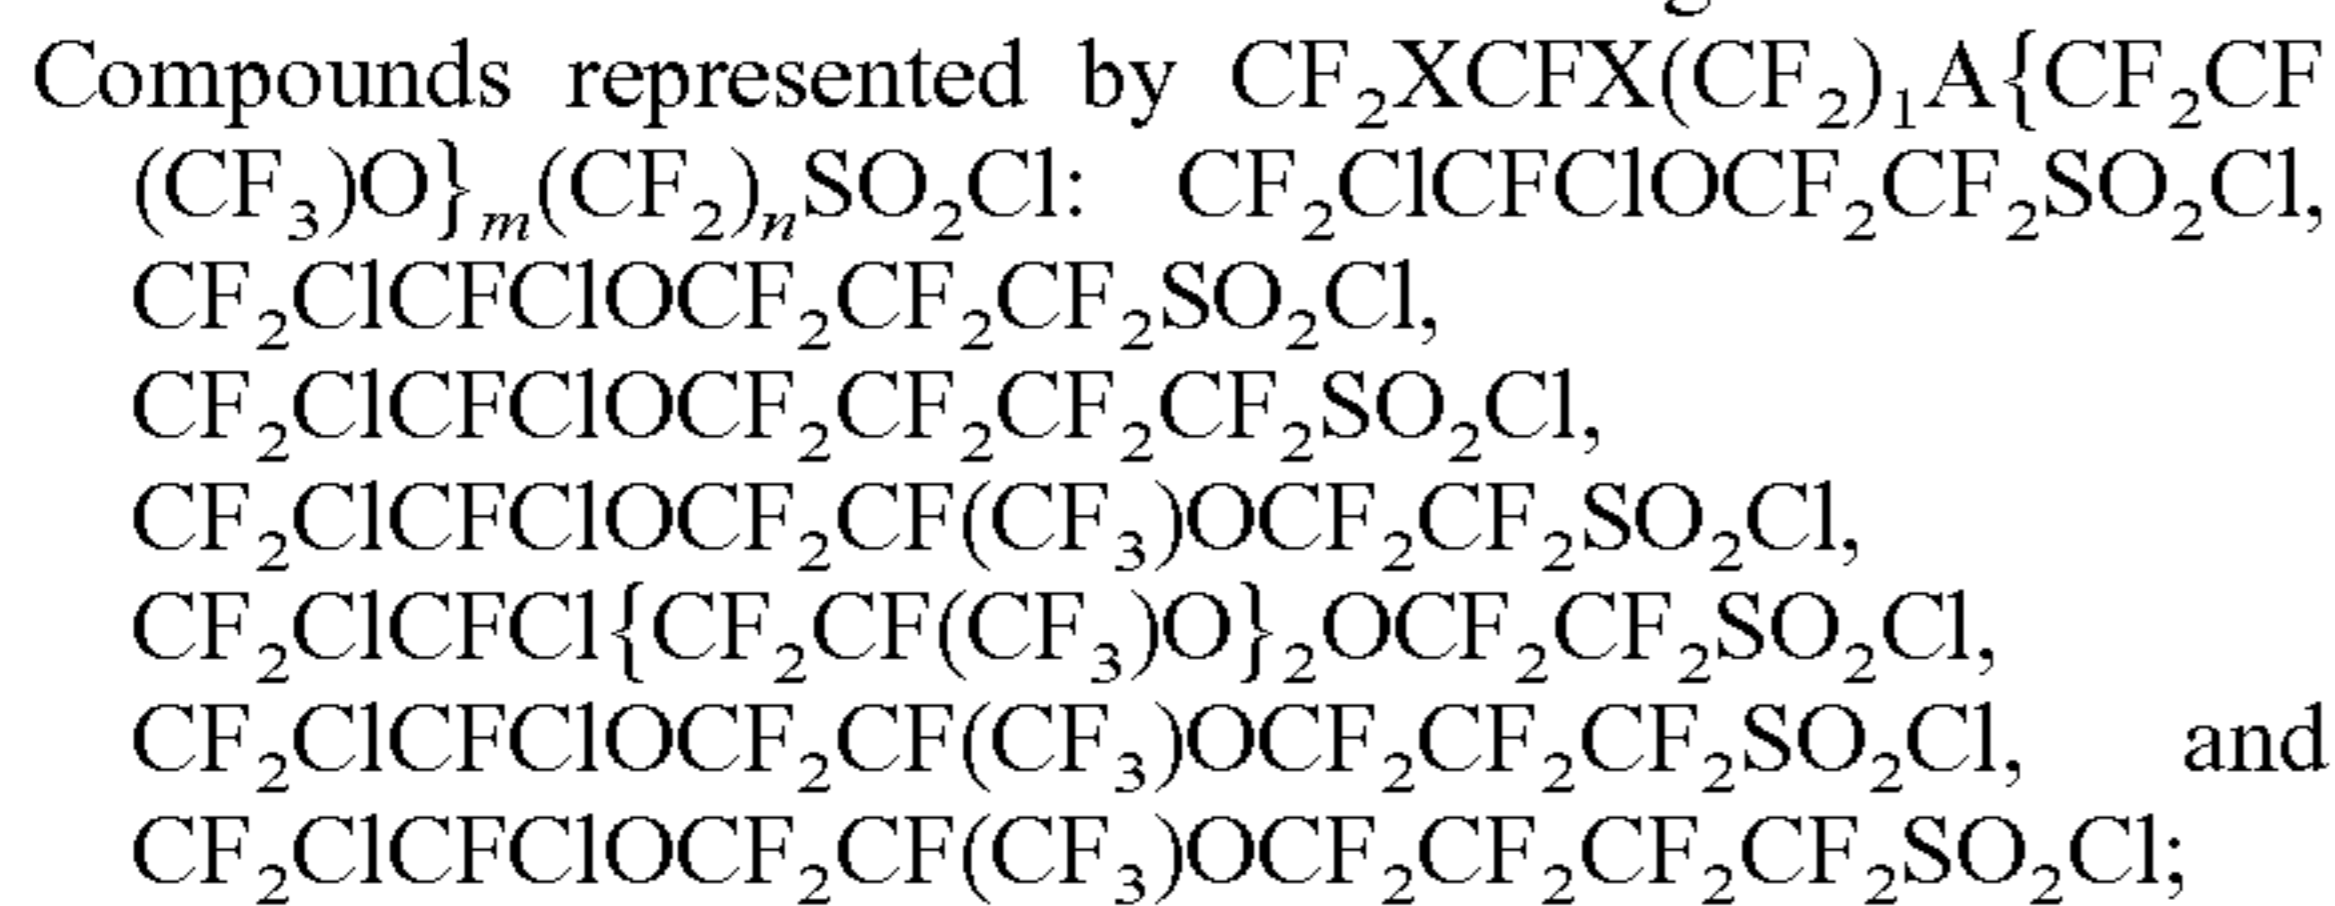 Compounds represented by CF₂XCFX(CF₂)₁A{CF₂CF
(CF₃)O}ₘ(CF₂)ₙSO₂Cl: CF₂ClCFClOCF₂CF₂SO₂Cl,
CF₂ClCFClOCF₂CF₂CF₂SO₂Cl,
CF₂ClCFClOCF₂CF₂CF₂CF₂SO₂Cl,
CF₂ClCFClOCF₂CF(CF₃)OCF₂CF₂SO₂Cl,
CF₂ClCFCl{CF₂CF(CF₃)O}₂OCF₂CF₂SO₂Cl,
CF₂ClCFClOCF₂CF(CF₃)OCF₂CF₂CF₂SO₂Cl, and
CF₂ClCFClOCF₂CF(CF₃)OCF₂CF₂CF₂CF₂SO₂Cl;